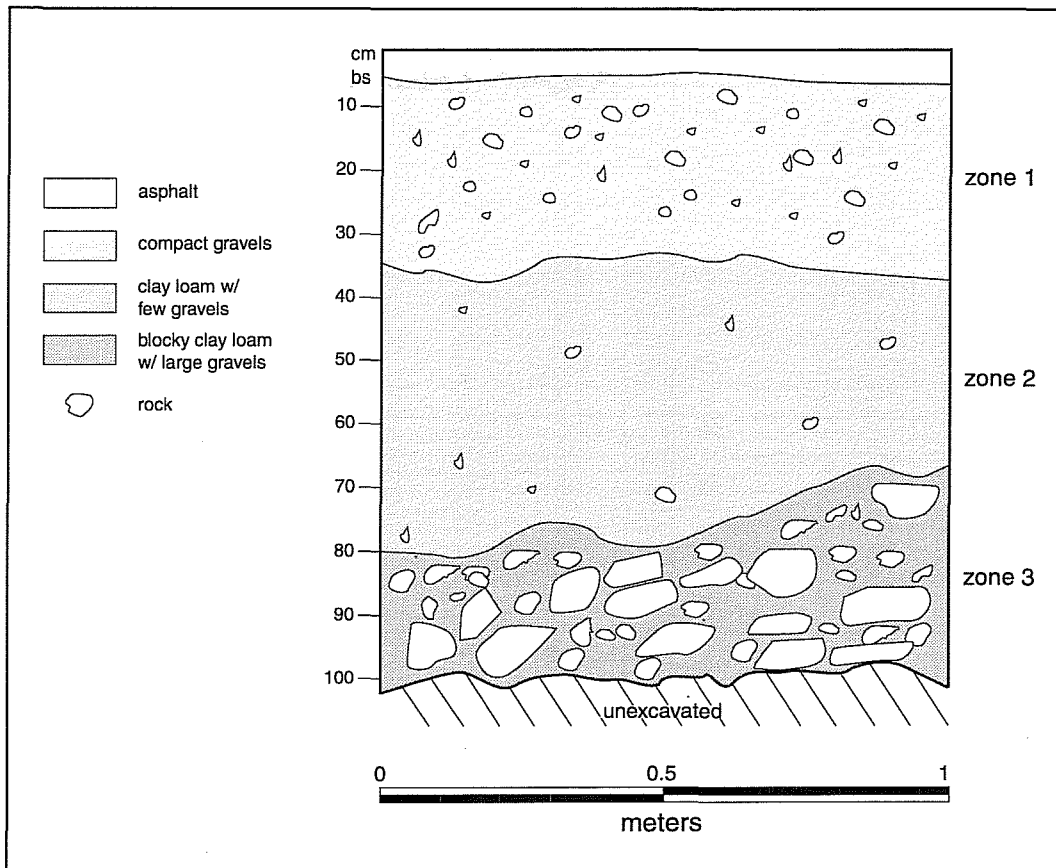 cm
bs
10
20
30
40
50
60
70
80
90
100
asphalt
compact gravels
clay loam w/
few gravels
blocky clay loam
w/ large gravels
rock
zone 1
zone 2
zone 3
unexcavated
0
0.5
1
meters